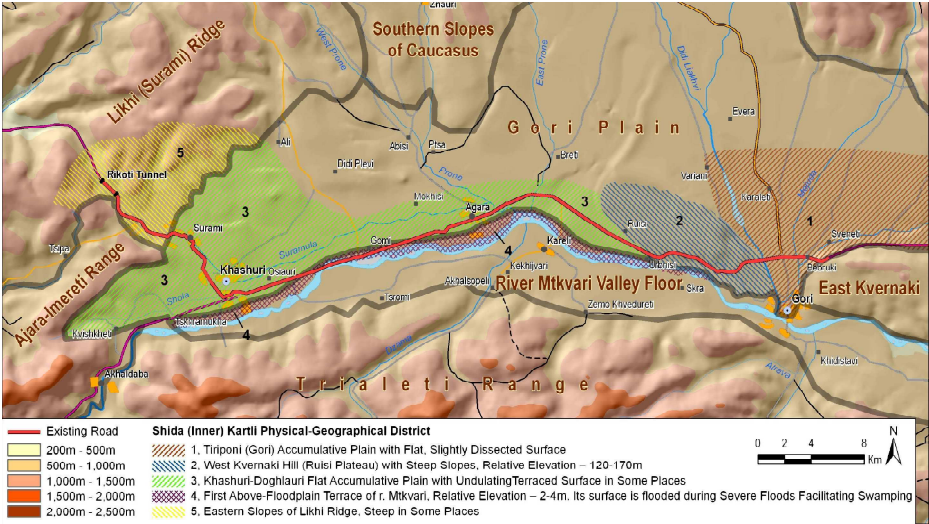 Znauri
Southern Slopes
of Caucasus
Likhi (Surami) Ridge
West Prone
East Prone
Didi Liakhvi
Evera
Gori Plain
Ali
Abisi
Ptsa
Didi Plevi
Breti
5
Rikoti Tunnel
Prone
Variani
Karaleti
Mejuda
Mokhisi
3
3
Agara
2
1
Ruisi
Surami
Suramula
Gomi
4
Kareli
Urbnisi
Sveneti
Tsipa
Khashuri
Osiauri
Kekhijvari
Akhalsopeli
River Mtkvari Valley Floor
Skra
East Kvernaki
3
Shola
Isromi
Zemo Khvedureti
Gori
Ajara-Imereti Range
Kvishkheti
Tskhramukha
4
Khidistavi
Akhaldaba
Trialeti Range
Existing Road
200m - 500m
500m - 1,000m
1,000m - 1,500m
1,500m - 2,000m
2,000m - 2,500m
Shida (Inner) Kartli Physical-Geographical District
1, Tiriponi (Gori) Accumulative Plain with Flat, Slightly Dissected Surface
2, West Kvernaki Hill (Ruisi Plateau) with Steep Slopes, Relative Elevation – 120-170m
3, Khashuri-Doghlauri Flat Accumulative Plain with UndulatingTerraced Surface in Some Places
4, First Above-Floodplain Terrace of r. Mtkvari, Relative Elevation – 2-4m. Its surface is flooded during Severe Floods Facilitating Swamping
5, Eastern Slopes of Likhi Ridge, Steep in Some Places
0 2 4 8
Km
N